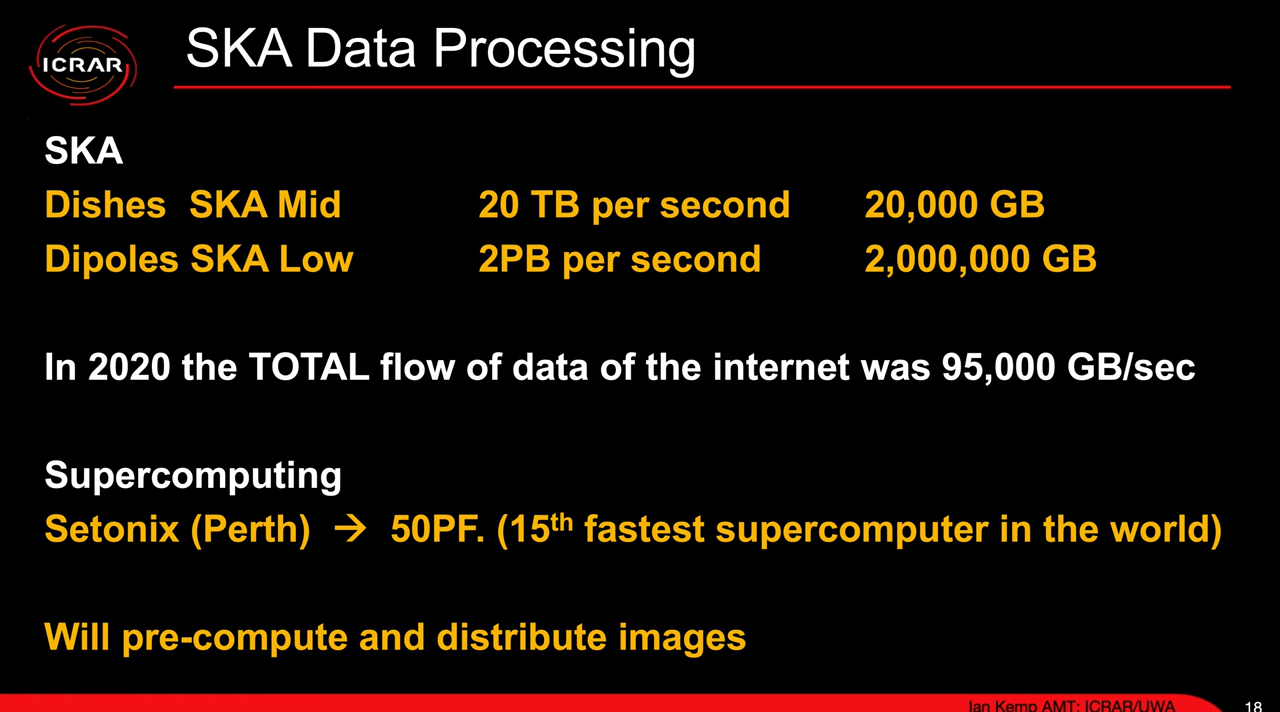 ICRAR
SKA Data Processing
SKA
Dishes SKA Mid 20 TB per second 20,000 GB
Dipoles SKA Low 2PB per second 2,000,000 GB
In 2020 the TOTAL flow of data of the internet was 95,000 GB/sec
Supercomputing
Setonix (Perth) → 50PF. (15th fastest supercomputer in the world)
Will pre-compute and distribute images
Ian Kemp AMT: ICRAR/UWA 18